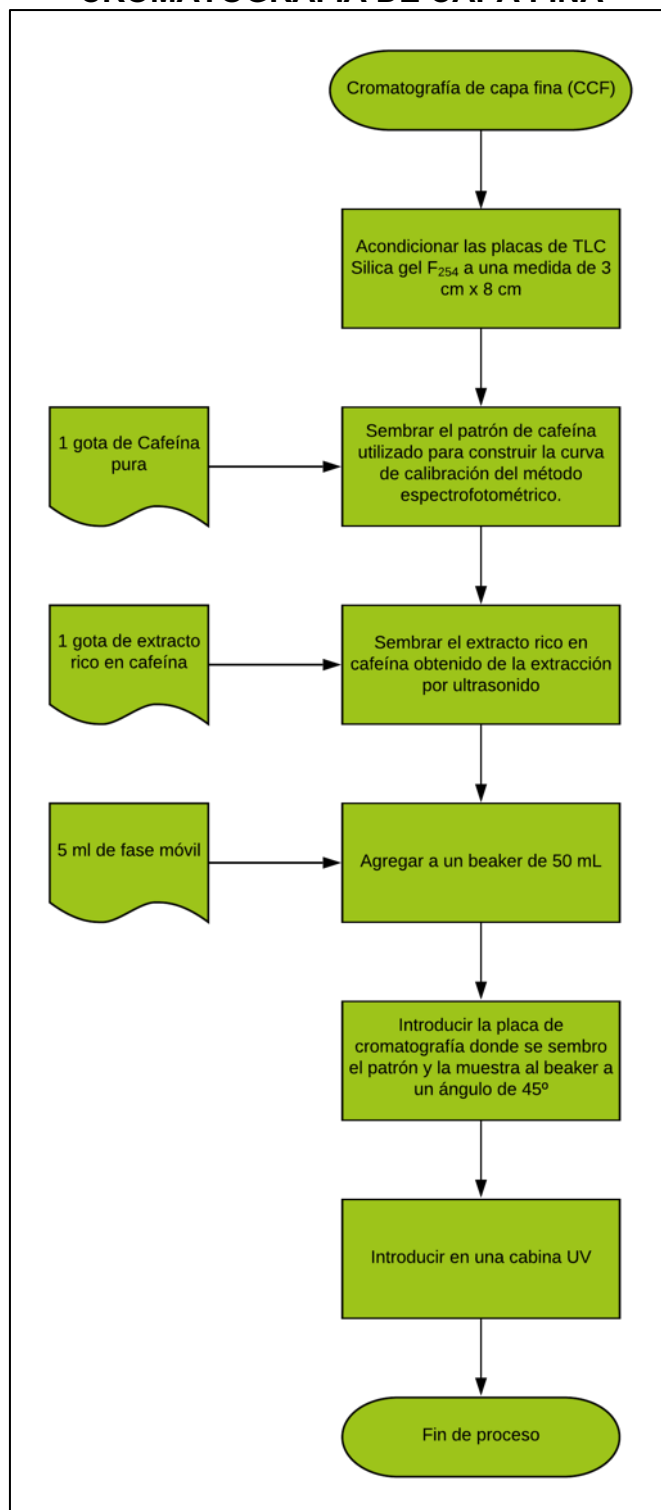 CROMATOGRAFÍA DE CAPA FINA
Cromatografía de capa fina (CCF)
Acondicionar las placas de TLC
Silica gel F₂₅₄ a una medida de 3
cm x 8 cm
1 gota de Cafeína
pura
Sembrar el patrón de cafeína
utilizado para construir la curva
de calibración del método
espectrofotométrico.
1 gota de extracto
rico en cafeína
Sembrar el extracto rico en
cafeína obtenido de la extracción
por ultrasonido
5 ml de fase móvil
Agregar a un beaker de 50 mL
Introducir la placa de
cromatografía donde se sembro
el patrón y la muestra al beaker a
un ángulo de 45º
Introducir en una cabina UV
Fin de proceso